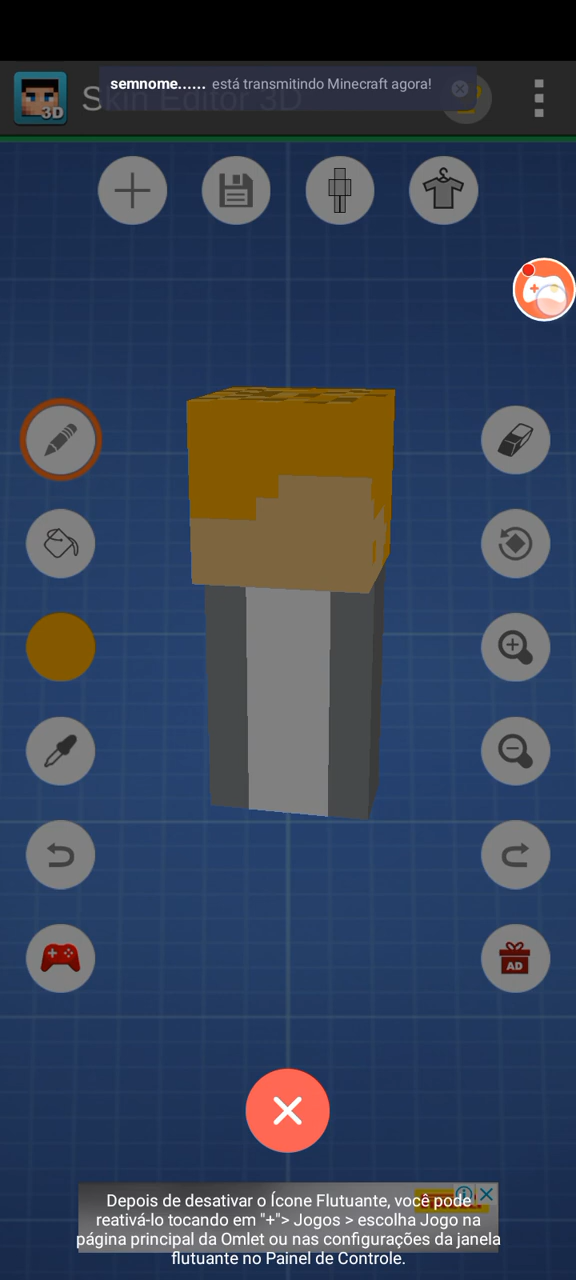 semnome...... está transmitindo Minecraft agora!
Skin Editor 3D
3D
AD
Depois de desativar o Ícone Flutuante, você pode
reativá-lo tocando em "+"> Jogos > escolha Jogo na
página principal da Omlet ou nas configurações da janela
flutuante no Painel de Controle.